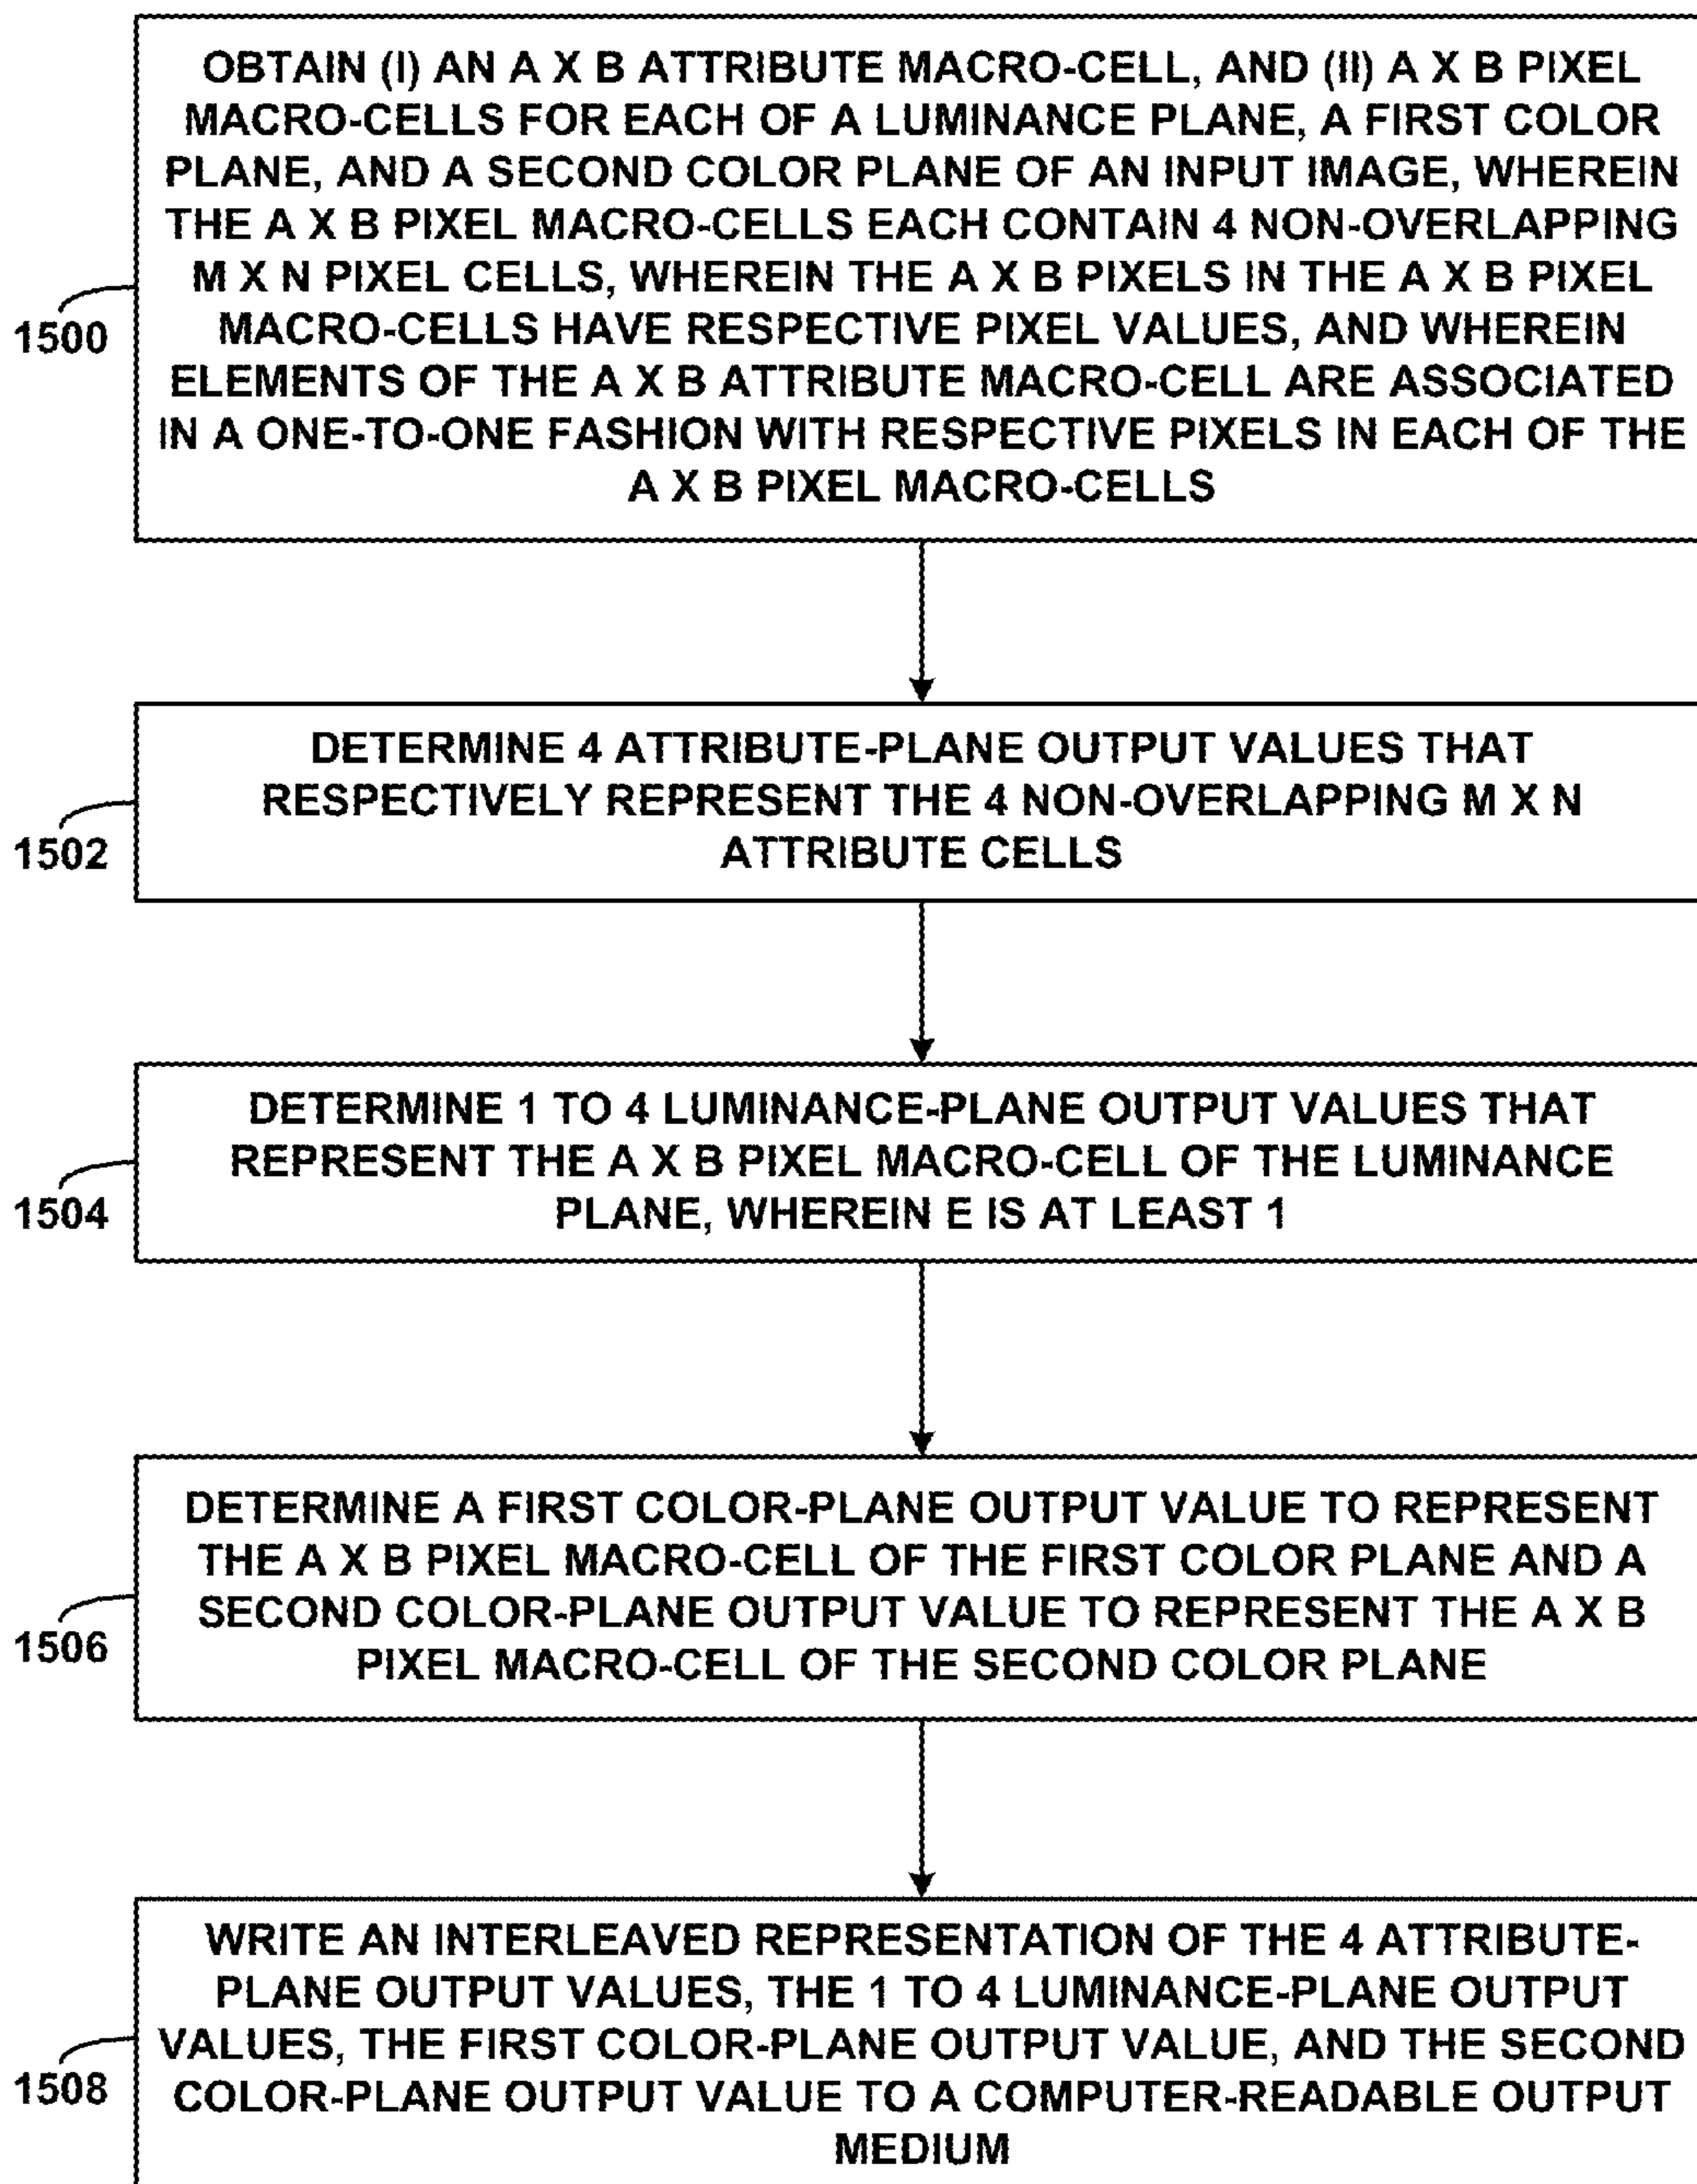 OBTAIN (I) AN A X B ATTRIBUTE MACRO-CELL, AND (II) A X B PIXEL
MACRO-CELLS FOR EACH OF A LUMINANCE PLANE, A FIRST COLOR
PLANE, AND A SECOND COLOR PLANE OF AN INPUT IMAGE, WHEREIN
THE A X B PIXEL MACRO-CELLS EACH CONTAIN 4 NON-OVERLAPPING
M X N PIXEL CELLS, WHEREIN THE A X B PIXELS IN THE A X B PIXEL
MACRO-CELLS HAVE RESPECTIVE PIXEL VALUES, AND WHEREIN
ELEMENTS OF THE A X B ATTRIBUTE MACRO-CELL ARE ASSOCIATED
IN A ONE-TO-ONE FASHION WITH RESPECTIVE PIXELS IN EACH OF THE
A X B PIXEL MACRO-CELLS
1500
DETERMINE 4 ATTRIBUTE-PLANE OUTPUT VALUES THAT
RESPECTIVELY REPRESENT THE 4 NON-OVERLAPPING M X N
ATTRIBUTE CELLS
1502
DETERMINE 1 TO 4 LUMINANCE-PLANE OUTPUT VALUES THAT
REPRESENT THE A X B PIXEL MACRO-CELL OF THE LUMINANCE
PLANE, WHEREIN E IS AT LEAST 1
1504
DETERMINE A FIRST COLOR-PLANE OUTPUT VALUE TO REPRESENT
THE A X B PIXEL MACRO-CELL OF THE FIRST COLOR PLANE AND A
SECOND COLOR-PLANE OUTPUT VALUE TO REPRESENT THE A X B
PIXEL MACRO-CELL OF THE SECOND COLOR PLANE
1506
WRITE AN INTERLEAVED REPRESENTATION OF THE 4 ATTRIBUTE-
PLANE OUTPUT VALUES, THE 1 TO 4 LUMINANCE-PLANE OUTPUT
VALUES, THE FIRST COLOR-PLANE OUTPUT VALUE, AND THE SECOND
COLOR-PLANE OUTPUT VALUE TO A COMPUTER-READABLE OUTPUT
MEDIUM
1508